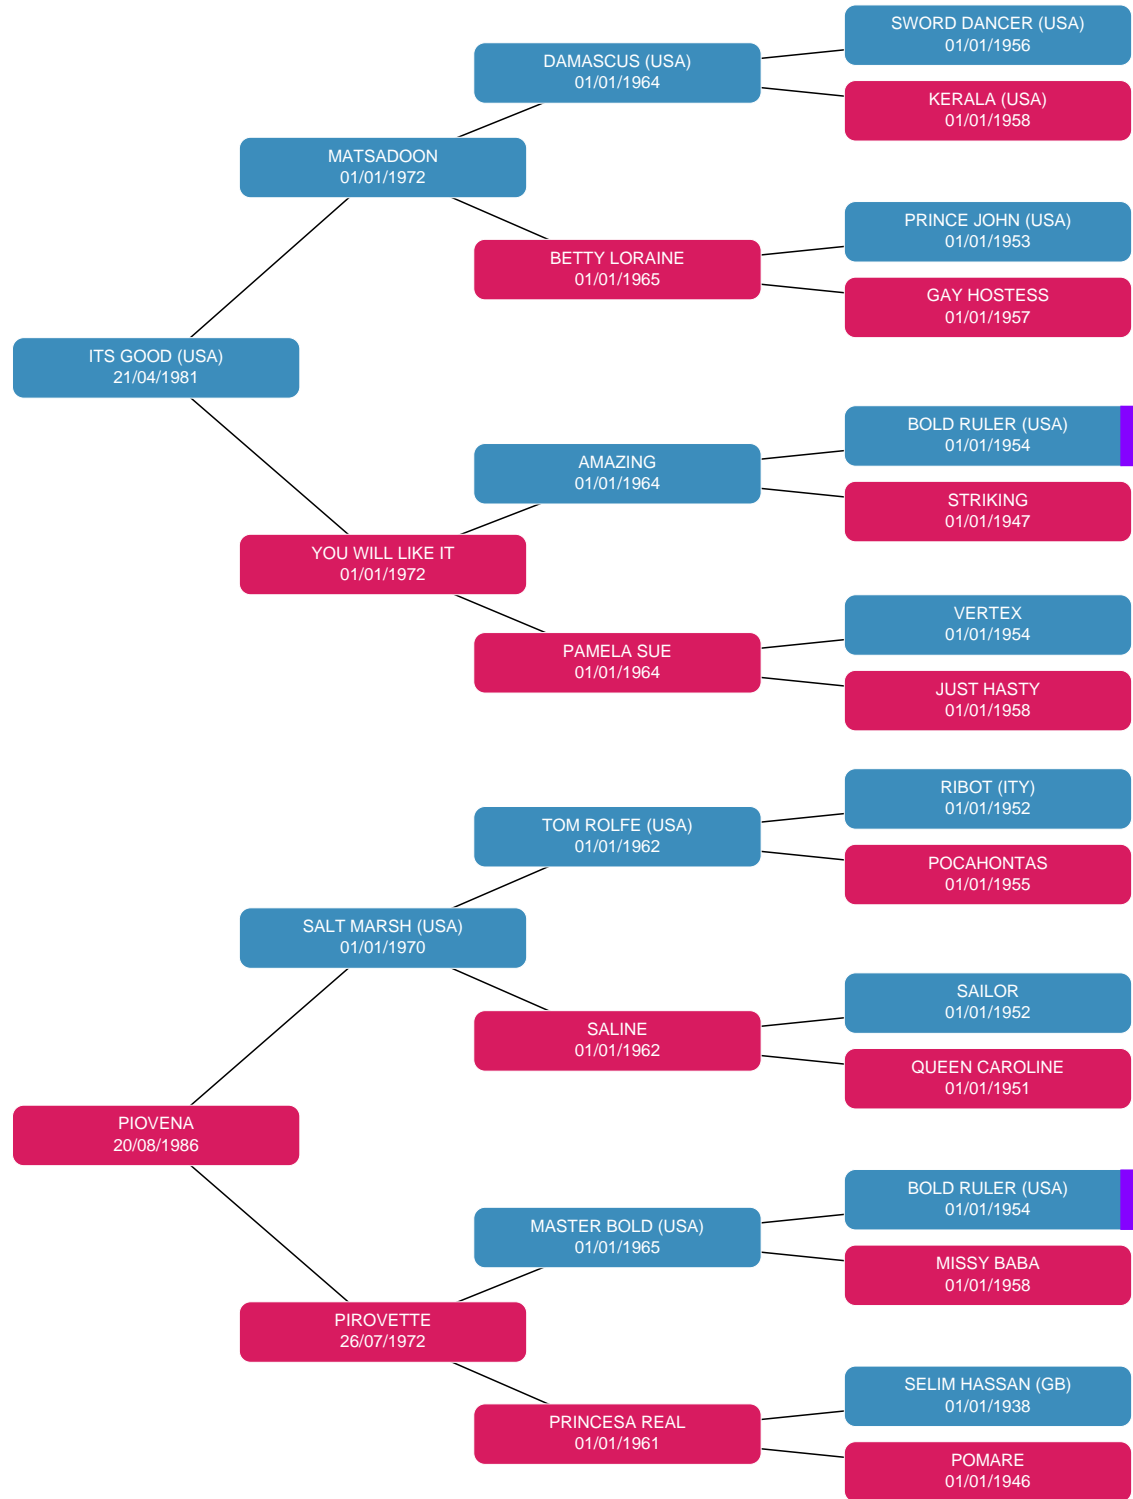 SWORD DANCER (USA)
01/01/1956
DAMASCUS (USA)
01/01/1964
KERALA (USA)
01/01/1958
MATSADOON
01/01/1972
PRINCE JOHN (USA)
01/01/1953
BETTY LORAINE
01/01/1965
GAY HOSTESS
01/01/1957
ITS GOOD (USA)
21/04/1981
BOLD RULER (USA)
01/01/1954
AMAZING
01/01/1964
STRIKING
01/01/1947
YOU WILL LIKE IT
01/01/1972
VERTEX
01/01/1954
PAMELA SUE
01/01/1964
JUST HASTY
01/01/1958
RIBOT (ITY)
01/01/1952
TOM ROLFE (USA)
01/01/1962
POCAHONTAS
01/01/1955
SALT MARSH (USA)
01/01/1970
SAILOR
01/01/1952
SALINE
01/01/1962
QUEEN CAROLINE
01/01/1951
PIOVENA
20/08/1986
BOLD RULER (USA)
01/01/1954
MASTER BOLD (USA)
01/01/1965
MISSY BABA
01/01/1958
PIROVETTE
26/07/1972
SELIM HASSAN (GB)
01/01/1938
PRINCESA REAL
01/01/1961
POMARE
01/01/1946